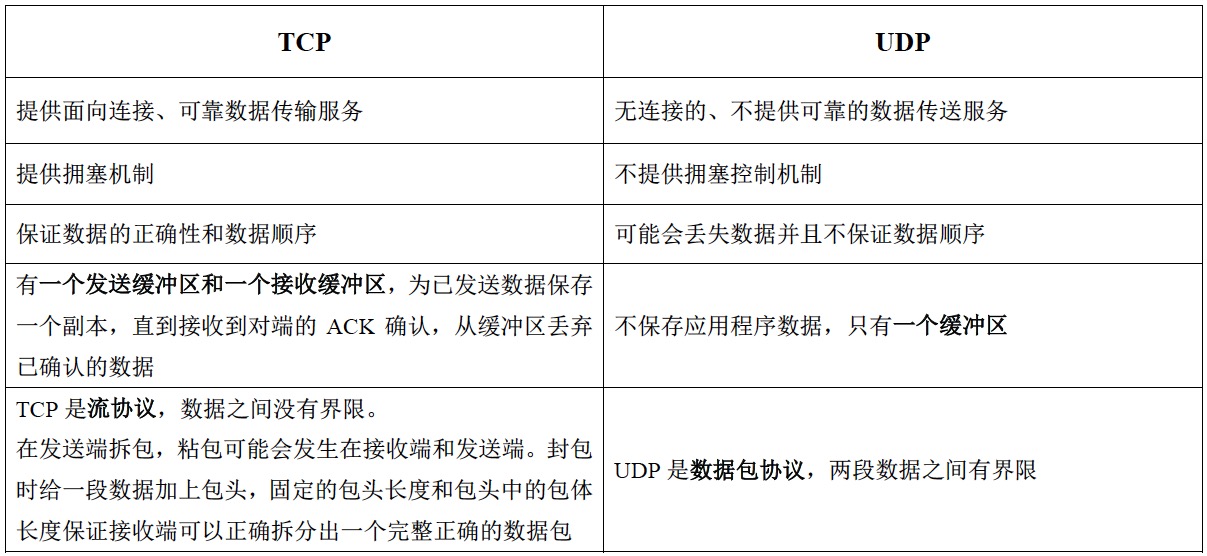 TCP
UDP
提供面向连接、可靠数据传输服务
无连接的、不提供可靠的数据传送服务
提供拥塞机制
不提供拥塞控制机制
保证数据的正确性和数据顺序
可能会丢失数据并且不保证数据顺序
有一个发送缓冲区和一个接收缓冲区，为已发送数据保存
一个副本，直到接收到对端的 ACK 确认，从缓冲区丢弃
已确认的数据
不保存应用程序数据，只有一个缓冲区
TCP 是流协议，数据之间没有界限。
在发送端拆包，粘包可能会发生在接收端和发送端。封包
时给一段数据加上包头，固定的包头长度和包头中的包体
长度保证接收端可以正确拆分出一个完整正确的数据包
UDP 是数据包协议，两段数据之间有界限